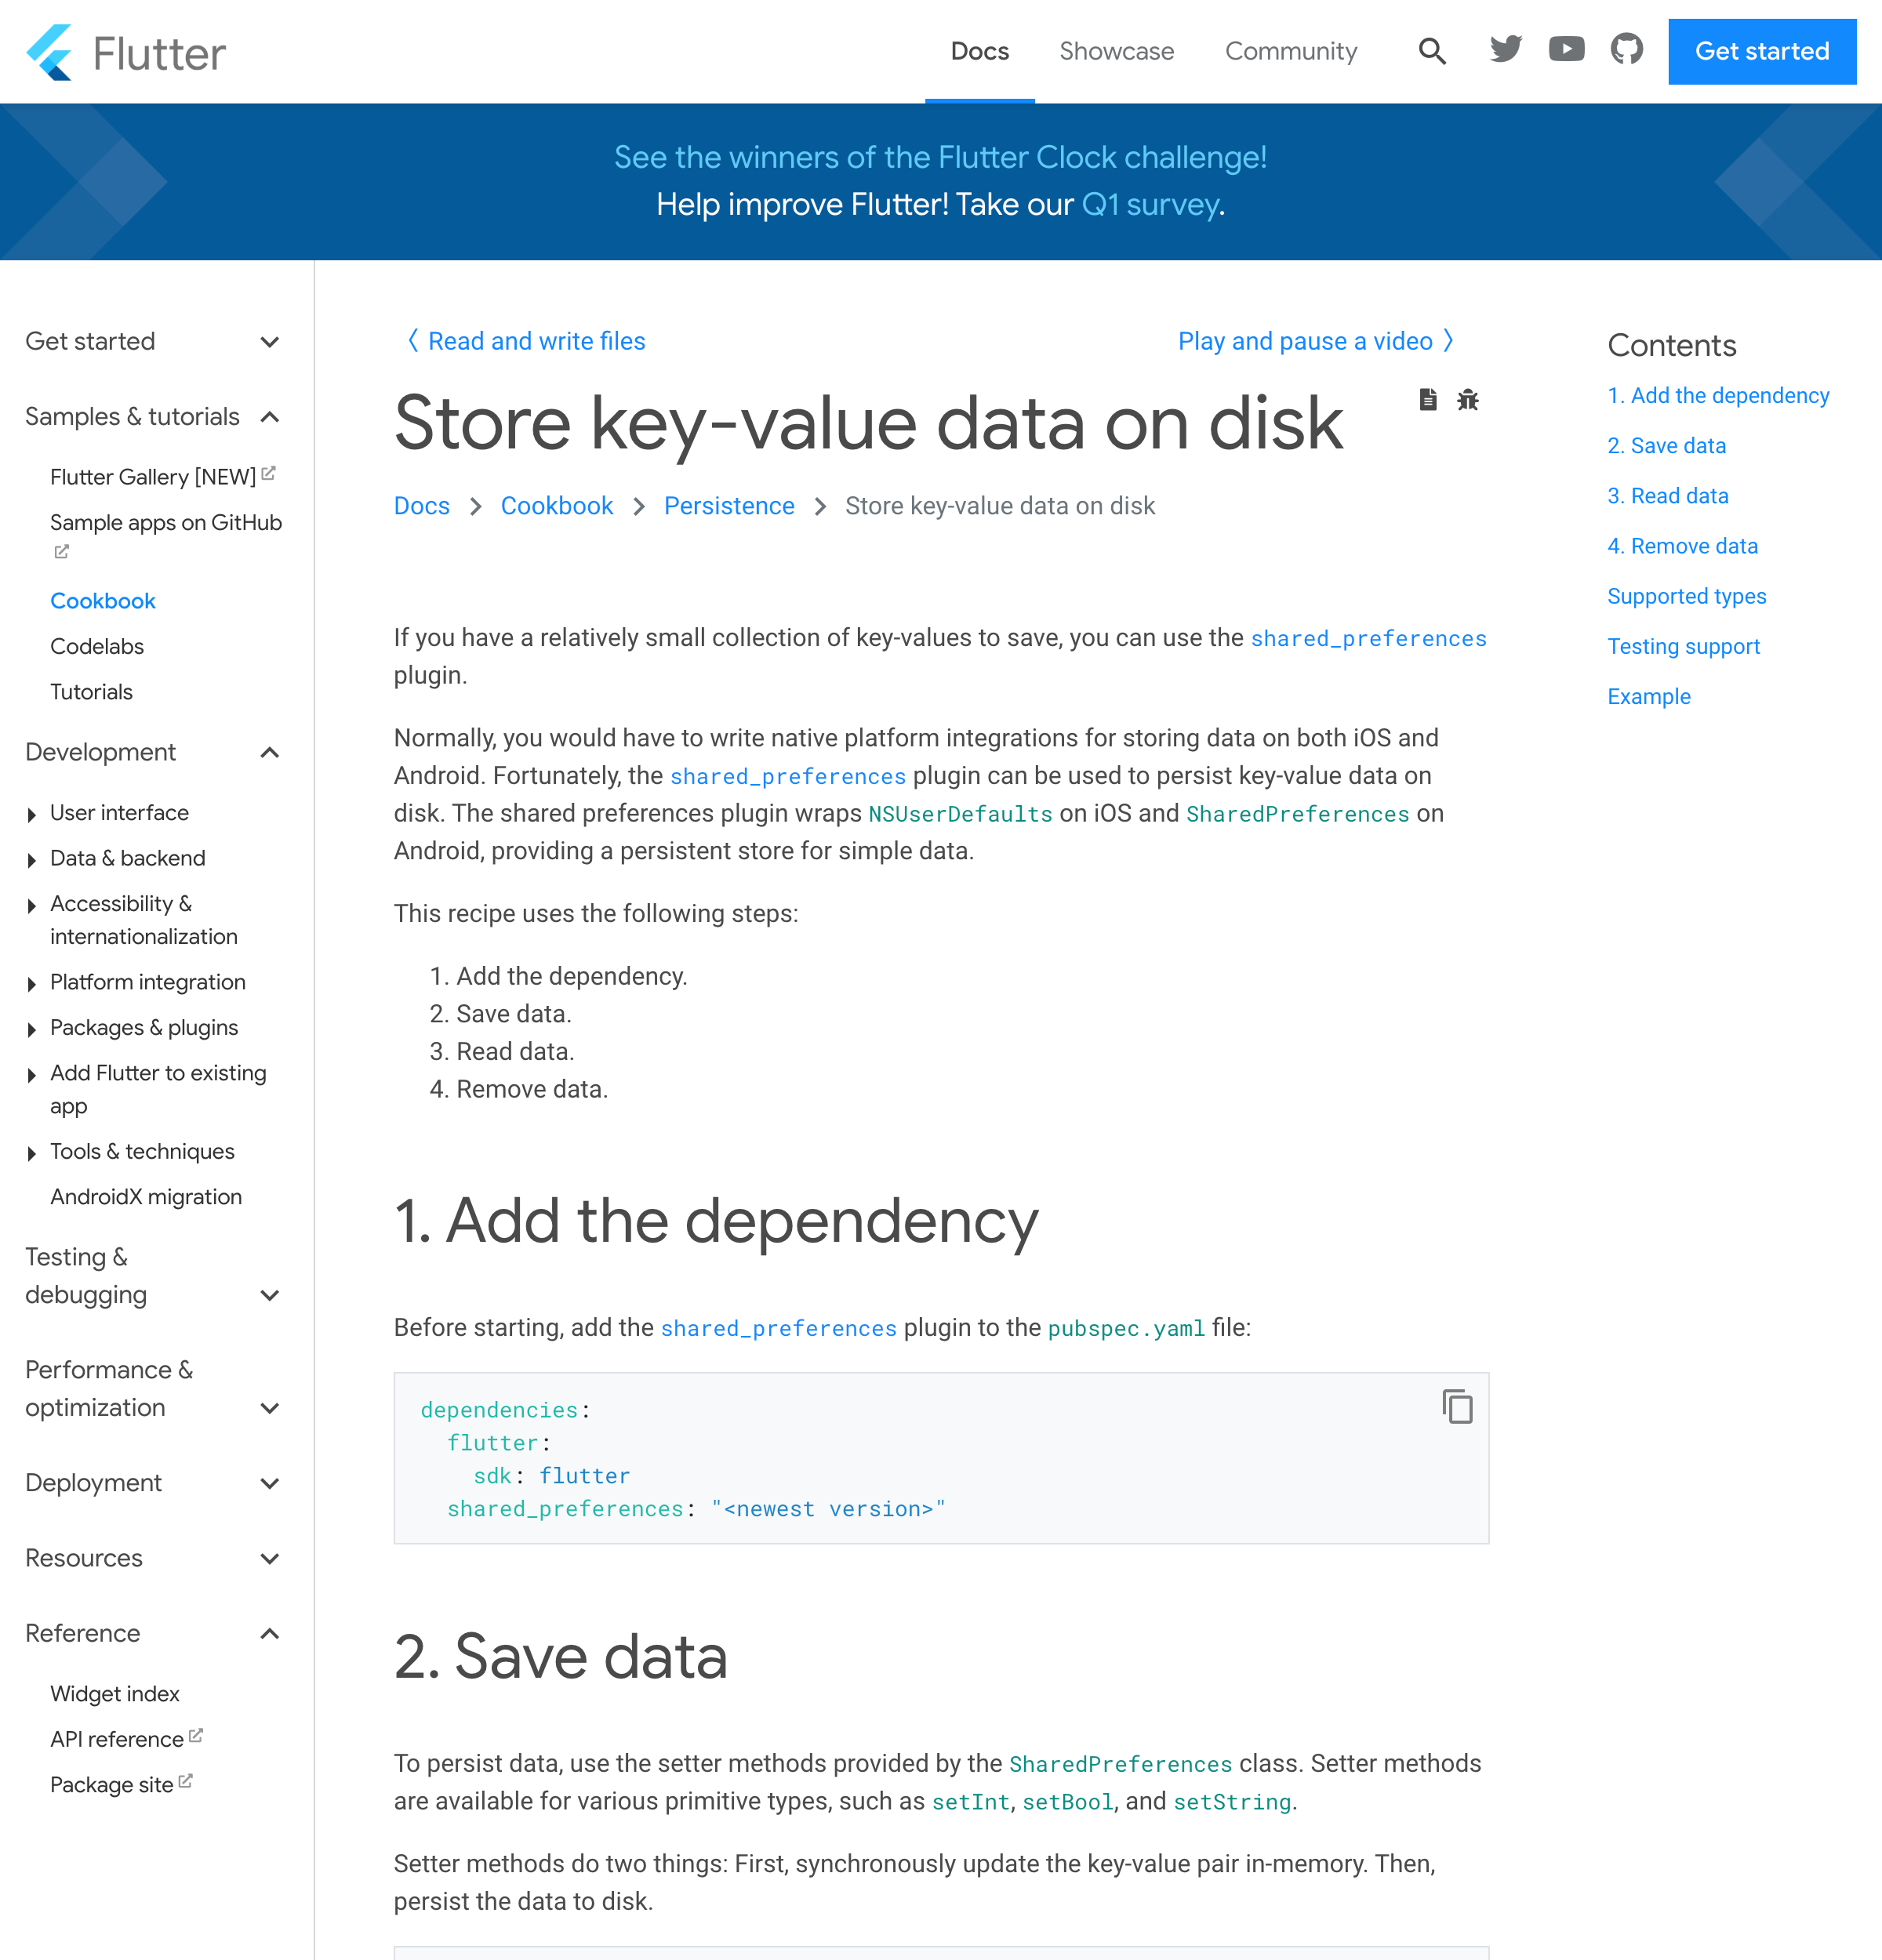 Flutter
Docs Showcase Community Get started
See the winners of the Flutter Clock challenge!
Help improve Flutter! Take our Q1 survey.
Get started
Samples & tutorials
Flutter Gallery [NEW]
Sample apps on GitHub
Cookbook
Codelabs
Tutorials
Development
User interface
Data & backend
Accessibility &
internationalization
Platform integration
Packages & plugins
Add Flutter to existing
app
Tools & techniques
AndroidX migration
Testing &
debugging
Performance &
optimization
Deployment
Resources
Reference
Widget index
API reference
Package site
〈 Read and write files
Play and pause a video 〉
Store key-value data on disk
Docs > Cookbook > Persistence > Store key-value data on disk
If you have a relatively small collection of key-values to save, you can use the shared_preferences
plugin.
Normally, you would have to write native platform integrations for storing data on both iOS and
Android. Fortunately, the shared_preferences plugin can be used to persist key-value data on
disk. The shared preferences plugin wraps NSUserDefaults on iOS and SharedPreferences on
Android, providing a persistent store for simple data.
This recipe uses the following steps:
1. Add the dependency.
2. Save data.
3. Read data.
4. Remove data.
1. Add the dependency
Before starting, add the shared_preferences plugin to the pubspec.yaml file:
dependencies:
  flutter:
    sdk: flutter
  shared_preferences: "<newest version>"
2. Save data
To persist data, use the setter methods provided by the SharedPreferences class. Setter methods
are available for various primitive types, such as setInt, setBool, and setString.
Setter methods do two things: First, synchronously update the key-value pair in-memory. Then,
persist the data to disk.
Contents
1. Add the dependency
2. Save data
3. Read data
4. Remove data
Supported types
Testing support
Example